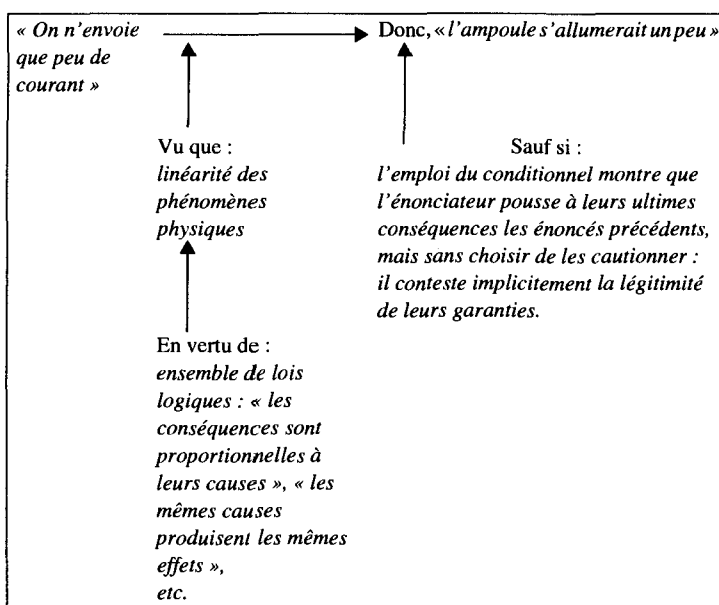 « On n'envoie
que peu de
courant »
Donc, « l'ampoule s'allumerait un peu »
Vu que :
linéarité des
phénomènes
physiques
Sauf si :
l'emploi du conditionnel montre que
l'énonciateur pousse à leurs ultimes
conséquences les énoncés précédents,
mais sans choisir de les cautionner :
il conteste implicitement la légitimité
de leurs garanties.
En vertu de :
ensemble de lois
logiques : « les
conséquences sont
proportionnelles à
leurs causes », « les
mêmes causes
produisent les mêmes
effets »,
etc.